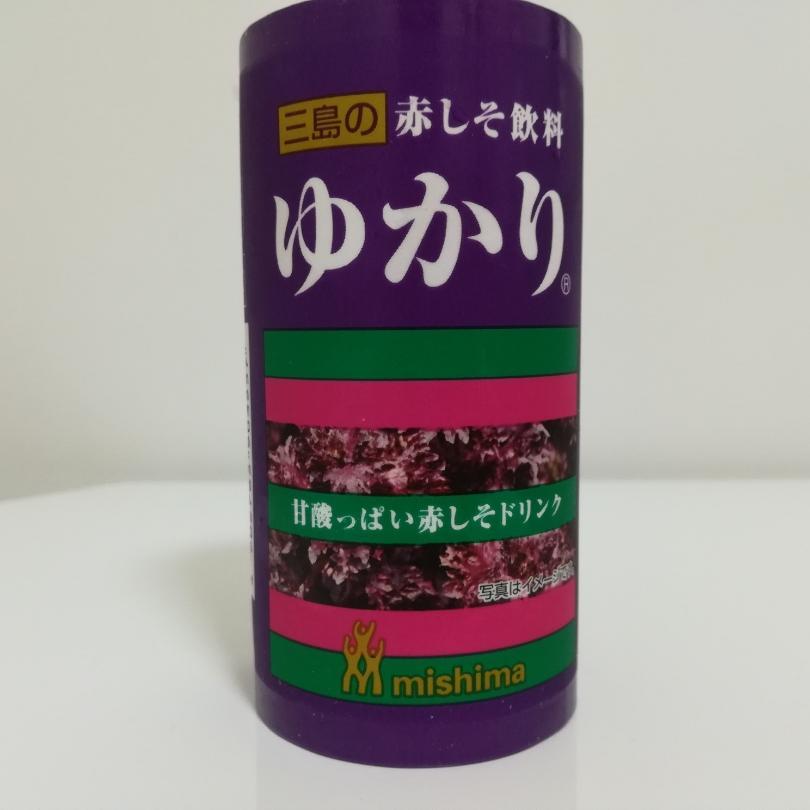 三島の 赤しそ飲料
ゆかり®
甘酸っぱい赤しそドリンク
写真はイメージです
mishima